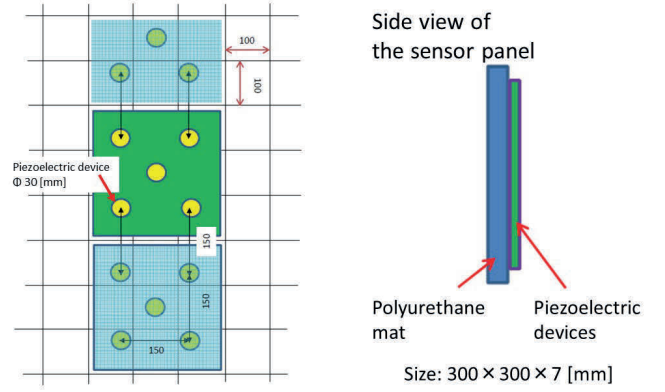 100
100
Piezoelectric device
Φ 30 [mm]
150
150
150
Side view of
the sensor panel
Polyurethane
mat
Piezoelectric
devices
Size: 300 × 300 × 7 [mm]